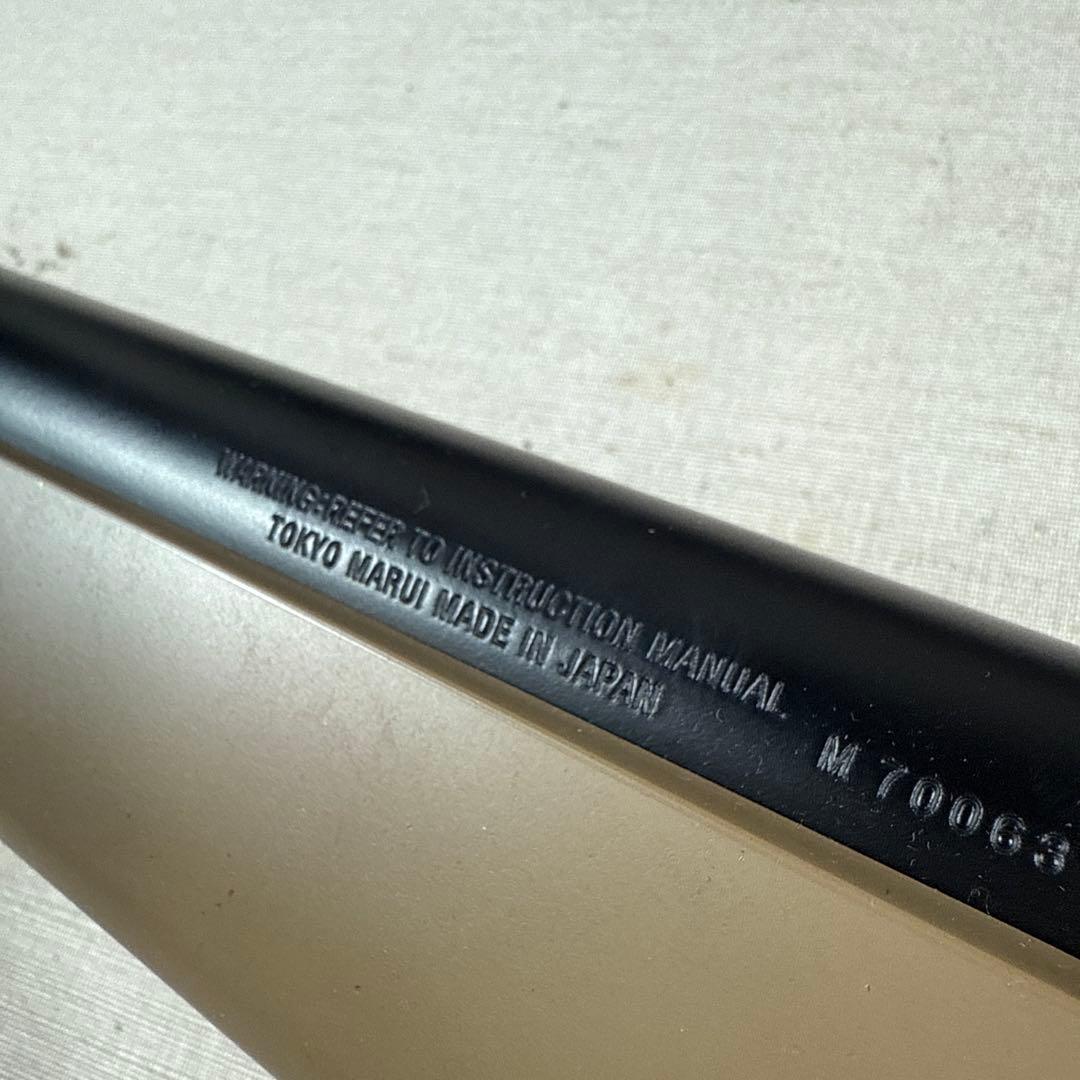 WARNING:REFER TO INSTRUCTION MANUAL
TOKYO MARUI MADE IN JAPAN
M 70063